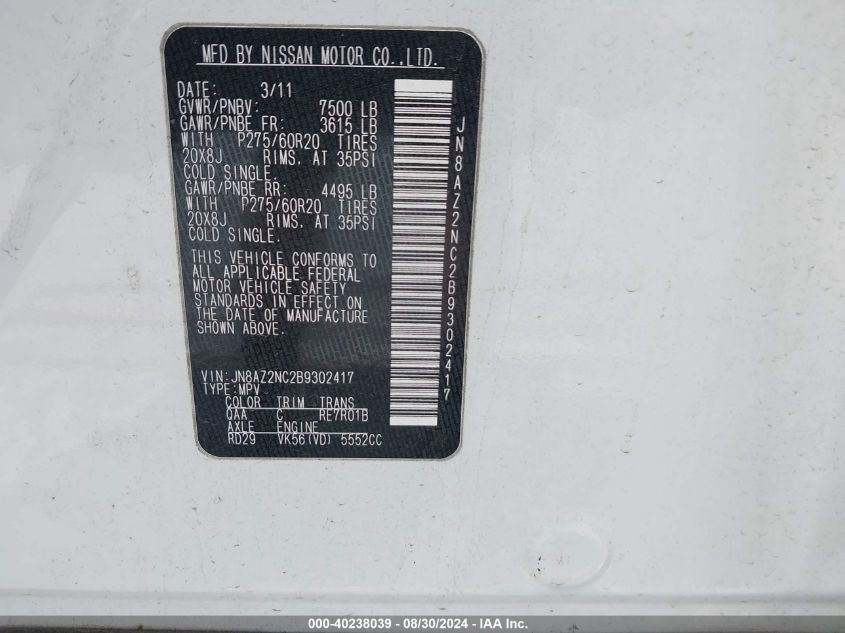 MFD BY NISSAN MOTOR CO.,LTD.
DATE: 3/11
GVWR/PNBV: 7500 LB
GAWR/PNBE FR: 3615 LB
WITH P275/60R20 TIRES
20X8J RIMS. AT 35PSI
COLD SINGLE.
GAWR/PNBE RR: 4495 LB
WITH P275/60R20 TIRES
20X8J RIMS. AT 35PSI
COLD SINGLE.
THIS VEHICLE CONFORMS TO
ALL APPLICABLE FEDERAL
MOTOR VEHICLE SAFETY
STANDARDS IN EFFECT ON
THE DATE OF MANUFACTURE
SHOWN ABOVE.
VIN:JN8AZ2NC2B9302417
TYPE:MPV
COLOR TRIM TRANS
QAA C RE7R01B
AXLE ENGINE
RD29 VK56(VD) 5552CC
JN8AZ2NC2B9302417
000-40238039 / 08/30/2024 - IAA Inc.